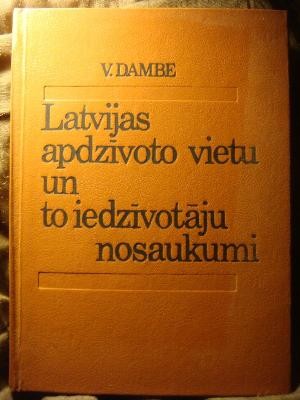 V. DAMBE
Latvijas
apdzīvoto vietu
un
to iedzīvotāju
nosaukumi